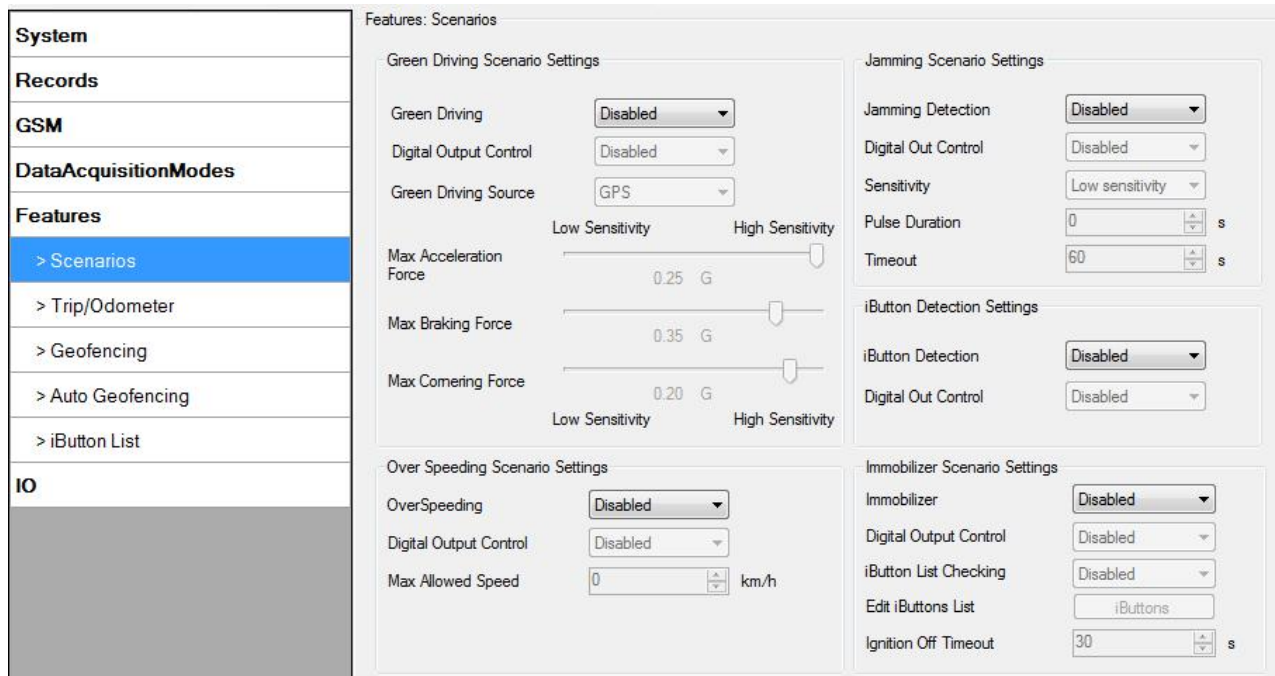 System
Records
GSM
DataAcquisitionModes
Features
> Scenarios
> Trip/Odometer
> Geofencing
> Auto Geofencing
> iButton List
IO
Features: Scenarios
Green Driving Scenario Settings
Green Driving Disabled
Digital Output Control Disabled
Green Driving Source GPS
Low Sensitivity High Sensitivity
Max Acceleration
Force
0.25 G
Max Braking Force
0.35 G
Max Cornering Force
0.20 G
Low Sensitivity High Sensitivity
Over Speeding Scenario Settings
OverSpeeding Disabled
Digital Output Control Disabled
Max Allowed Speed 0 km/h
Jamming Scenario Settings
Jamming Detection Disabled
Digital Out Control Disabled
Sensitivity Low sensitivity
Pulse Duration 0 s
Timeout 60 s
iButton Detection Settings
iButton Detection Disabled
Digital Out Control Disabled
Immobilizer Scenario Settings
Immobilizer Disabled
Digital Output Control Disabled
iButton List Checking Disabled
Edit iButtons List iButtons
Ignition Off Timeout 30 s